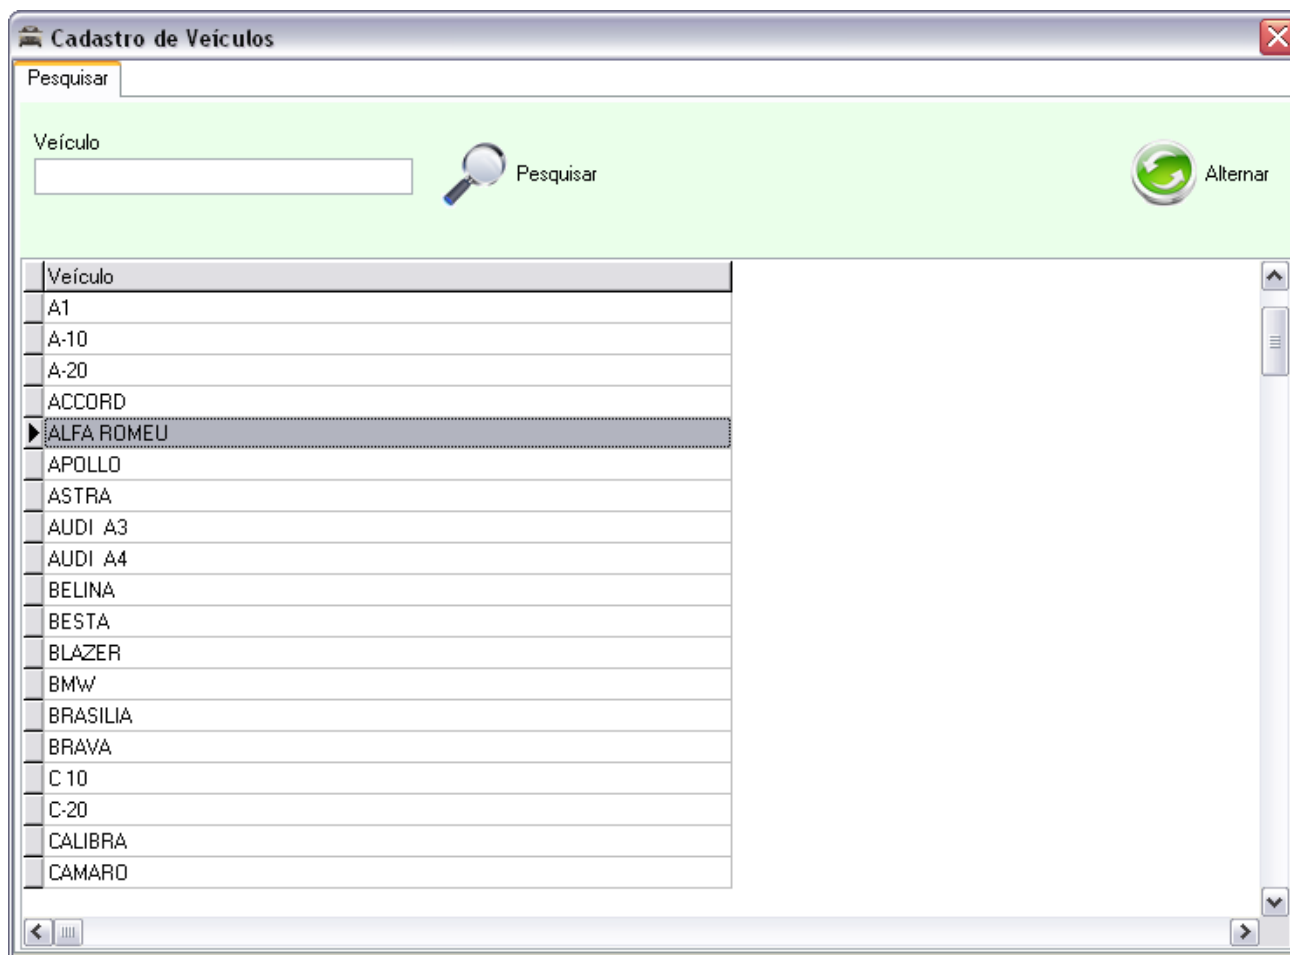 Cadastro de Veículos
Pesquisar
Veículo
Pesquisar
Alternar
Veículo
A1
A-10
A-20
ACCORD
ALFA ROMEU
APOLLO
ASTRA
AUDI  A3
AUDI  A4
BELINA
BESTA
BLAZER
BMW
BRASILIA
BRAVA
C 10
C-20
CALIBRA
CAMARO